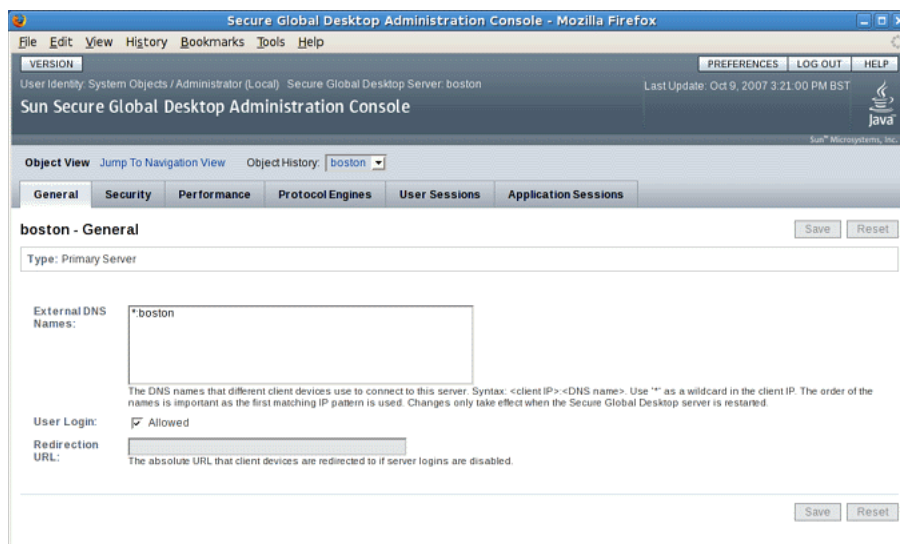 Secure Global Desktop Administration Console - Mozilla Firefox
File Edit View History Bookmarks Tools Help
VERSION PREFERENCES LOG OUT HELP
User Identity: System Objects / Administrator (Local) Secure Global Desktop Server: boston Last Update: Oct 9, 2007 3:21:00 PM BST
Sun Secure Global Desktop Administration Console
Java
Sun™ Microsystems, Inc.
Object View Jump To Navigation View Object History: boston
General Security Performance Protocol Engines User Sessions Application Sessions
boston - General Save Reset
Type: Primary Server
External DNS Names: *:boston
The DNS names that different client devices use to connect to this server. Syntax: <client IP>:<DNS name>. Use '*' as a wildcard in the client IP. The order of the
names is important as the first matching IP pattern is used. Changes only take effect when the Secure Global Desktop server is restarted.
User Login: Allowed
Redirection URL:
The absolute URL that client devices are redirected to if server logins are disabled.
Save Reset